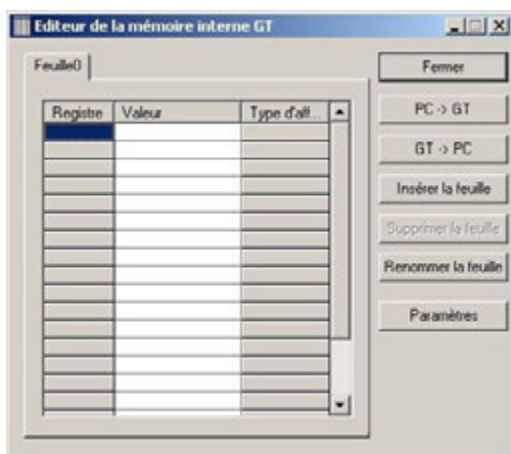 Editeur de la mémoire interne GT
Feuille0
Fermer
Registre Valeur Type d'aff...
PC -> GT
GT -> PC
Insérer la feuille
Supprimer la feuille
Renommer la feuille
Paramètres